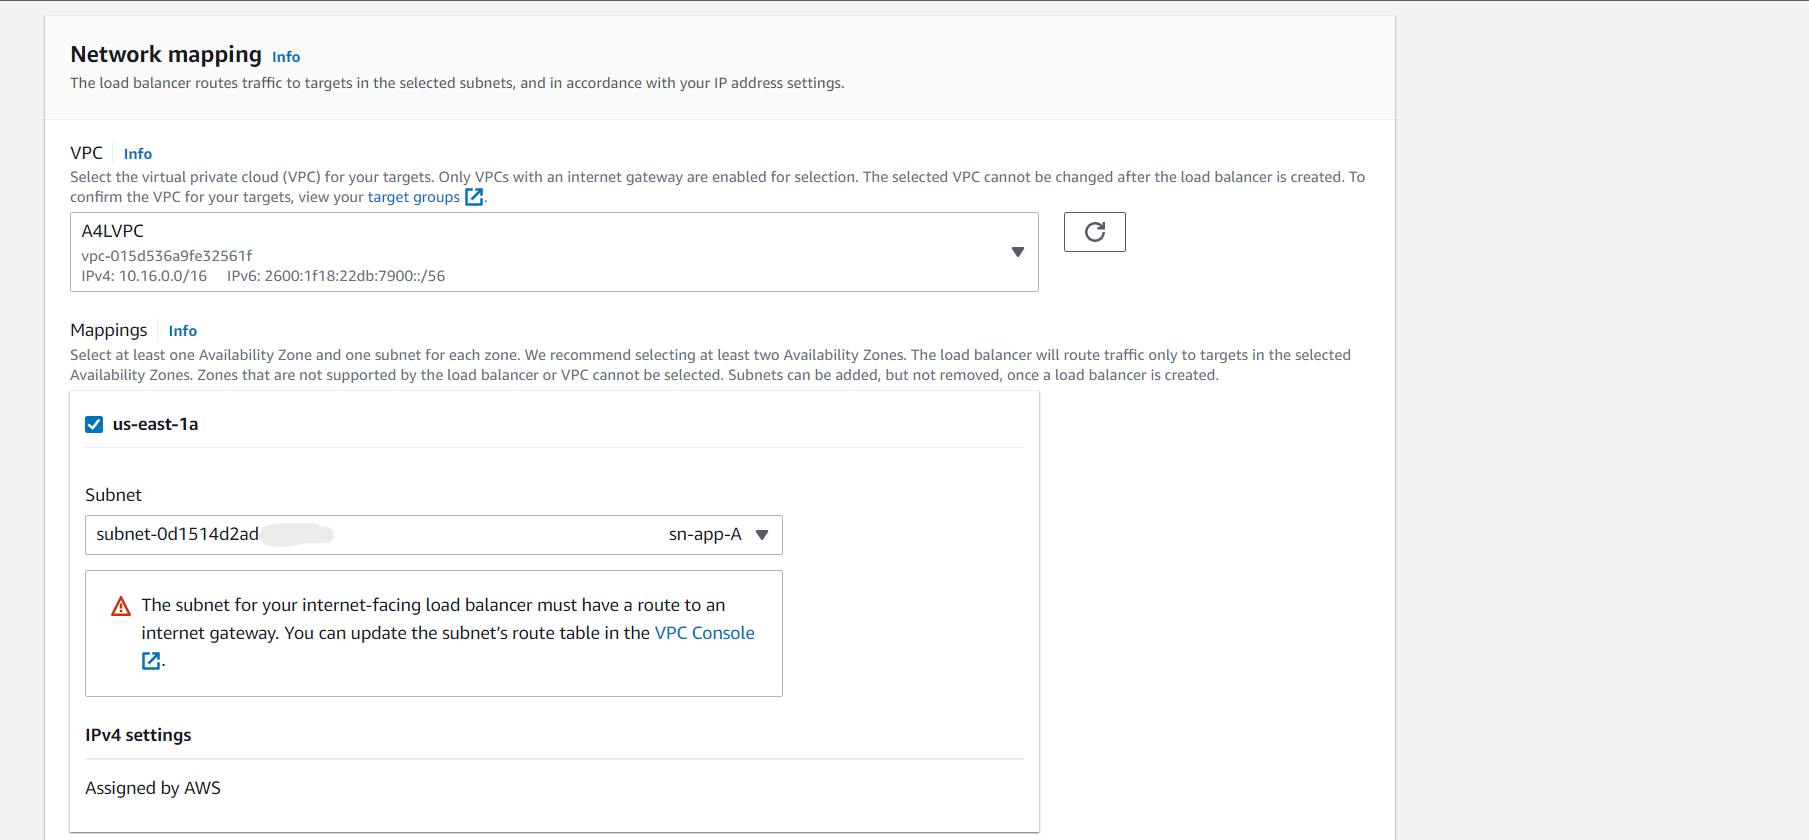 Network mapping Info
The load balancer routes traffic to targets in the selected subnets, and in accordance with your IP address settings.
VPC Info
Select the virtual private cloud (VPC) for your targets. Only VPCs with an internet gateway are enabled for selection. The selected VPC cannot be changed after the load balancer is created. To
confirm the VPC for your targets, view your target groups.
A4LVPC
vpc-015d536a9fe32561f
IPv4: 10.16.0.0/16 IPv6: 2600:1f18:22db:7900::/56
Mappings Info
Select at least one Availability Zone and one subnet for each zone. We recommend selecting at least two Availability Zones. The load balancer will route traffic only to targets in the selected
Availability Zones. Zones that are not supported by the load balancer or VPC cannot be selected. Subnets can be added, but not removed, once a load balancer is created.
us-east-1a
Subnet
subnet-0d1514d2ad sn-app-A
The subnet for your internet-facing load balancer must have a route to an
internet gateway. You can update the subnet’s route table in the VPC Console
.
IPv4 settings
Assigned by AWS